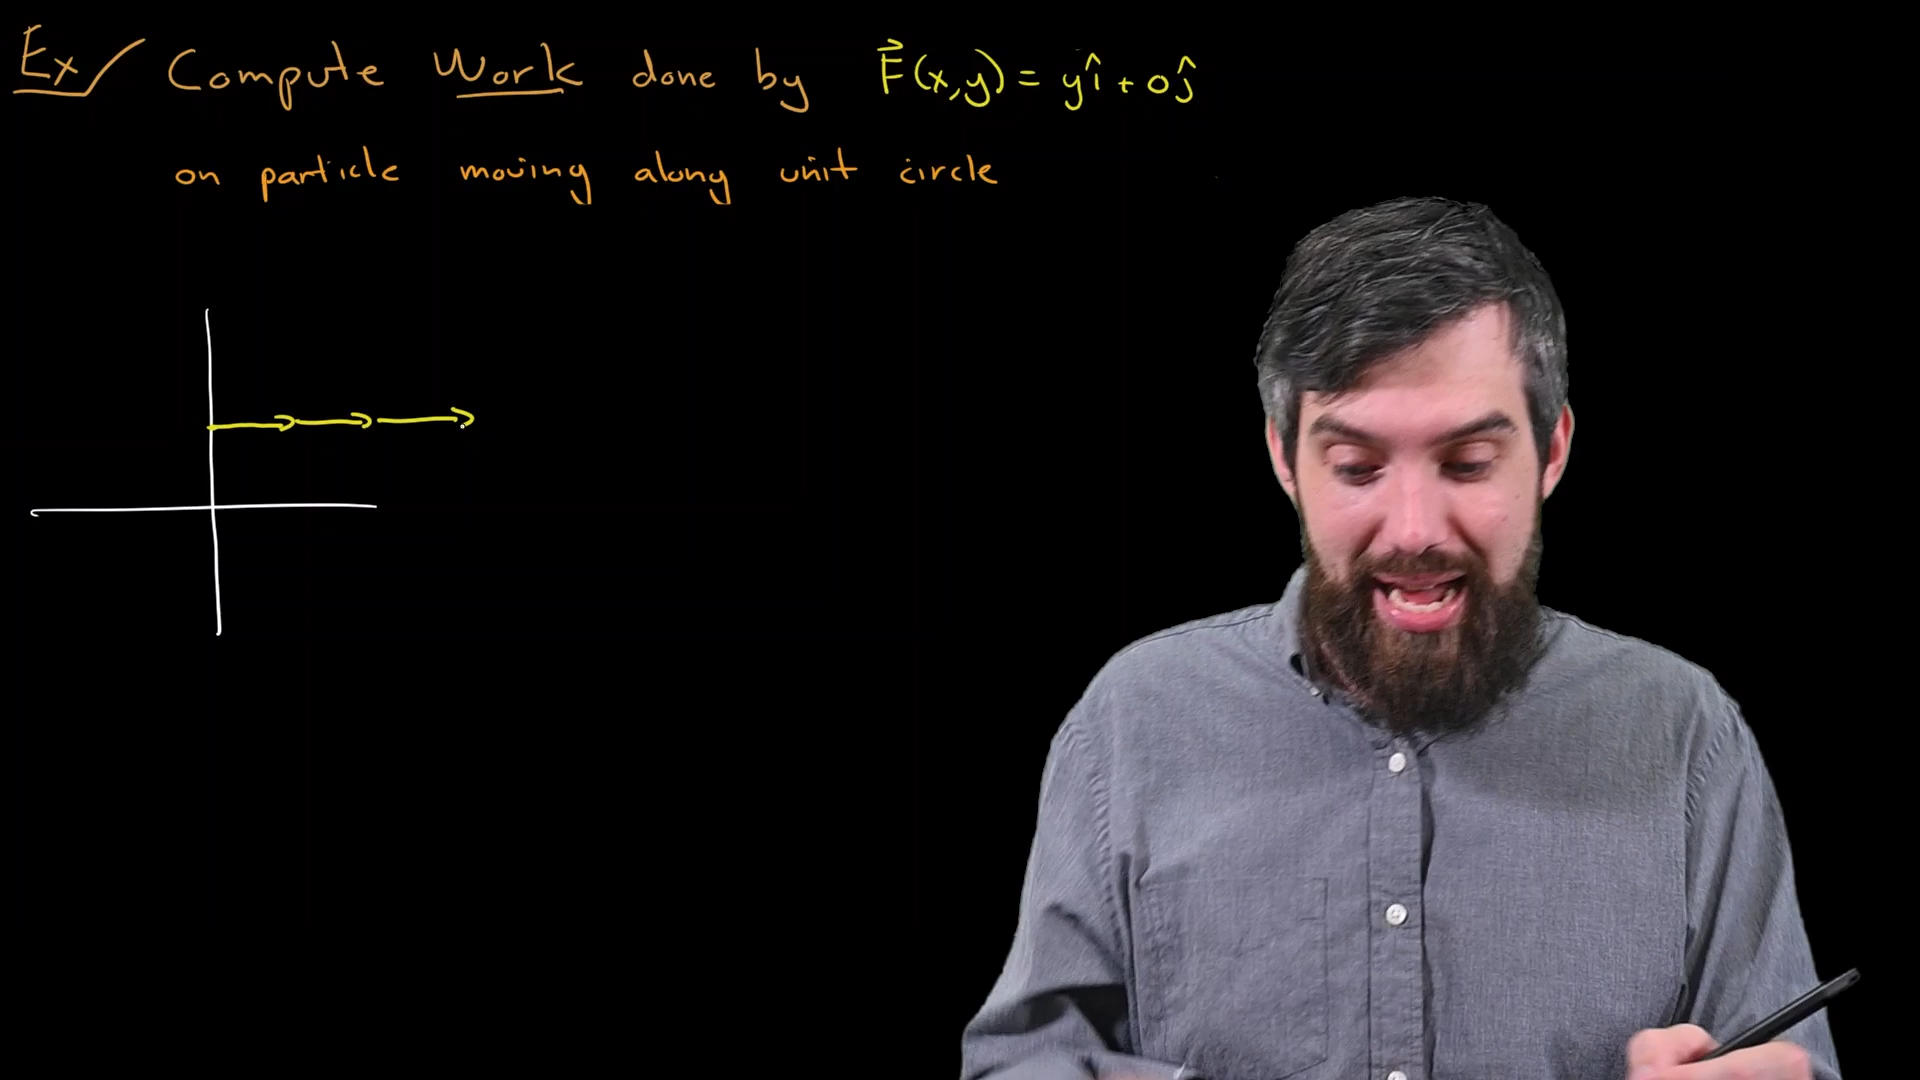 Ex/ Compute Work done by F⃗(x,y) = yî + 0ĵ
on particle moving along unit circle